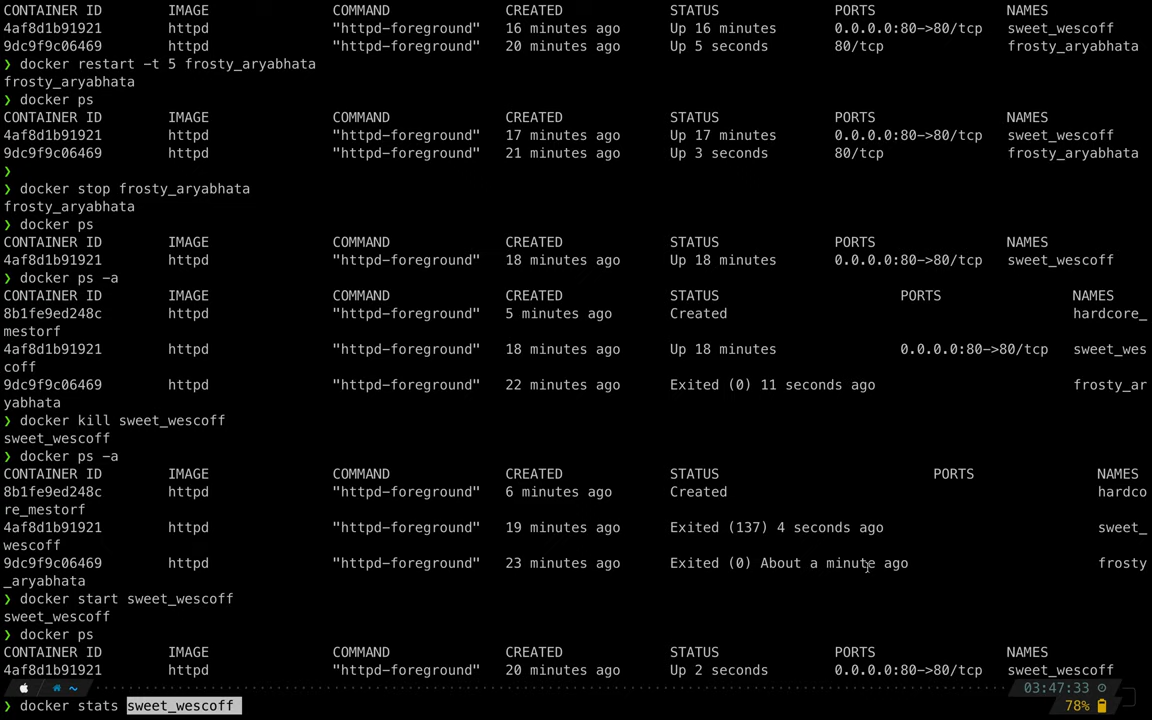 CONTAINER ID IMAGE COMMAND CREATED STATUS PORTS NAMES
4af8d1b91921 httpd "httpd-foreground" 16 minutes ago Up 16 minutes 0.0.0.0:80->80/tcp sweet_wescoff
9dc9f9c06469 httpd "httpd-foreground" 20 minutes ago Up 5 seconds 80/tcp frosty_aryabhata
❯ docker restart -t 5 frosty_aryabhata
frosty_aryabhata
❯ docker ps
CONTAINER ID IMAGE COMMAND CREATED STATUS PORTS NAMES
4af8d1b91921 httpd "httpd-foreground" 17 minutes ago Up 17 minutes 0.0.0.0:80->80/tcp sweet_wescoff
9dc9f9c06469 httpd "httpd-foreground" 21 minutes ago Up 3 seconds 80/tcp frosty_aryabhata
❯
❯ docker stop frosty_aryabhata
frosty_aryabhata
❯ docker ps
CONTAINER ID IMAGE COMMAND CREATED STATUS PORTS NAMES
4af8d1b91921 httpd "httpd-foreground" 18 minutes ago Up 18 minutes 0.0.0.0:80->80/tcp sweet_wescoff
❯ docker ps -a
CONTAINER ID IMAGE COMMAND CREATED STATUS PORTS NAMES
8b1fe9ed248c httpd "httpd-foreground" 5 minutes ago Created hardcore_
mestorf
4af8d1b91921 httpd "httpd-foreground" 18 minutes ago Up 18 minutes 0.0.0.0:80->80/tcp sweet_wes
coff
9dc9f9c06469 httpd "httpd-foreground" 22 minutes ago Exited (0) 11 seconds ago frosty_ar
yabhata
❯ docker kill sweet_wescoff
sweet_wescoff
❯ docker ps -a
CONTAINER ID IMAGE COMMAND CREATED STATUS PORTS NAMES
8b1fe9ed248c httpd "httpd-foreground" 6 minutes ago Created hardco
re_mestorf
4af8d1b91921 httpd "httpd-foreground" 19 minutes ago Exited (137) 4 seconds ago sweet_
wescoff
9dc9f9c06469 httpd "httpd-foreground" 23 minutes ago Exited (0) About a minute ago frosty
_aryabhata
❯ docker start sweet_wescoff
sweet_wescoff
❯ docker ps
CONTAINER ID IMAGE COMMAND CREATED STATUS PORTS NAMES
4af8d1b91921 httpd "httpd-foreground" 20 minutes ago Up 2 seconds 0.0.0.0:80->80/tcp sweet_wescoff
~ 03:47:33
❯ docker stats sweet_wescoff 78%